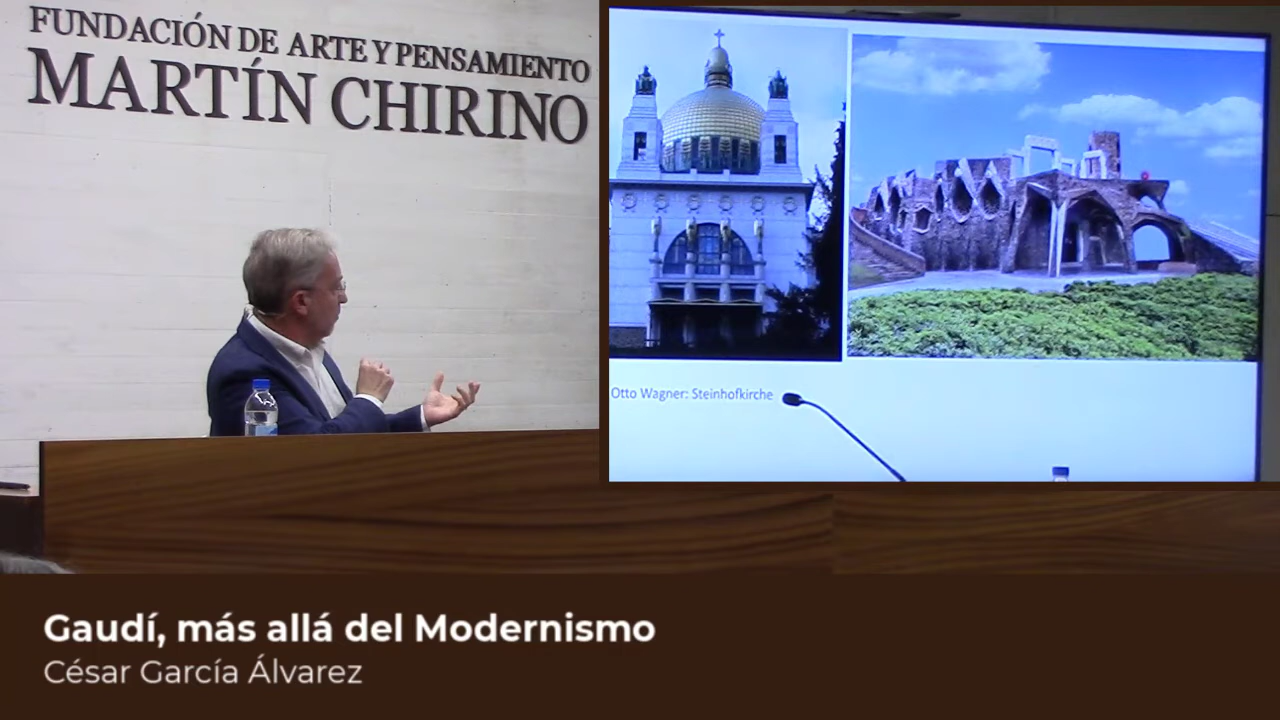 FUNDACIÓN DE ARTE Y PENSAMIENTO
MARTÍN CHIRINO
Otto Wagner: Steinhofkirche
Gaudí, más allá del Modernismo
César García Álvarez